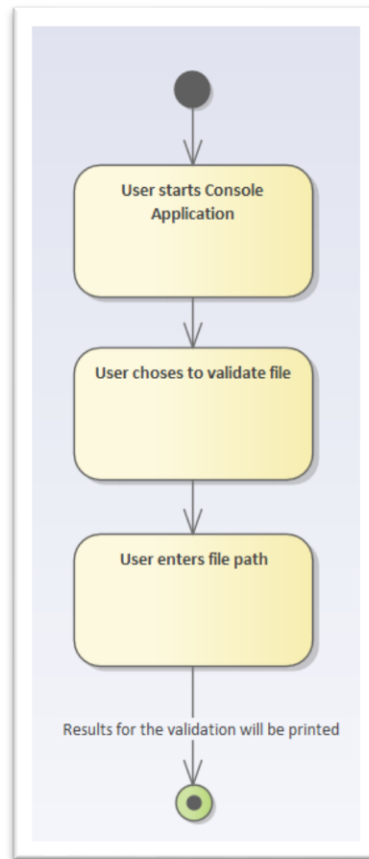 User starts Console
Application
User choses to validate file
User enters file path
Results for the validation will be printed